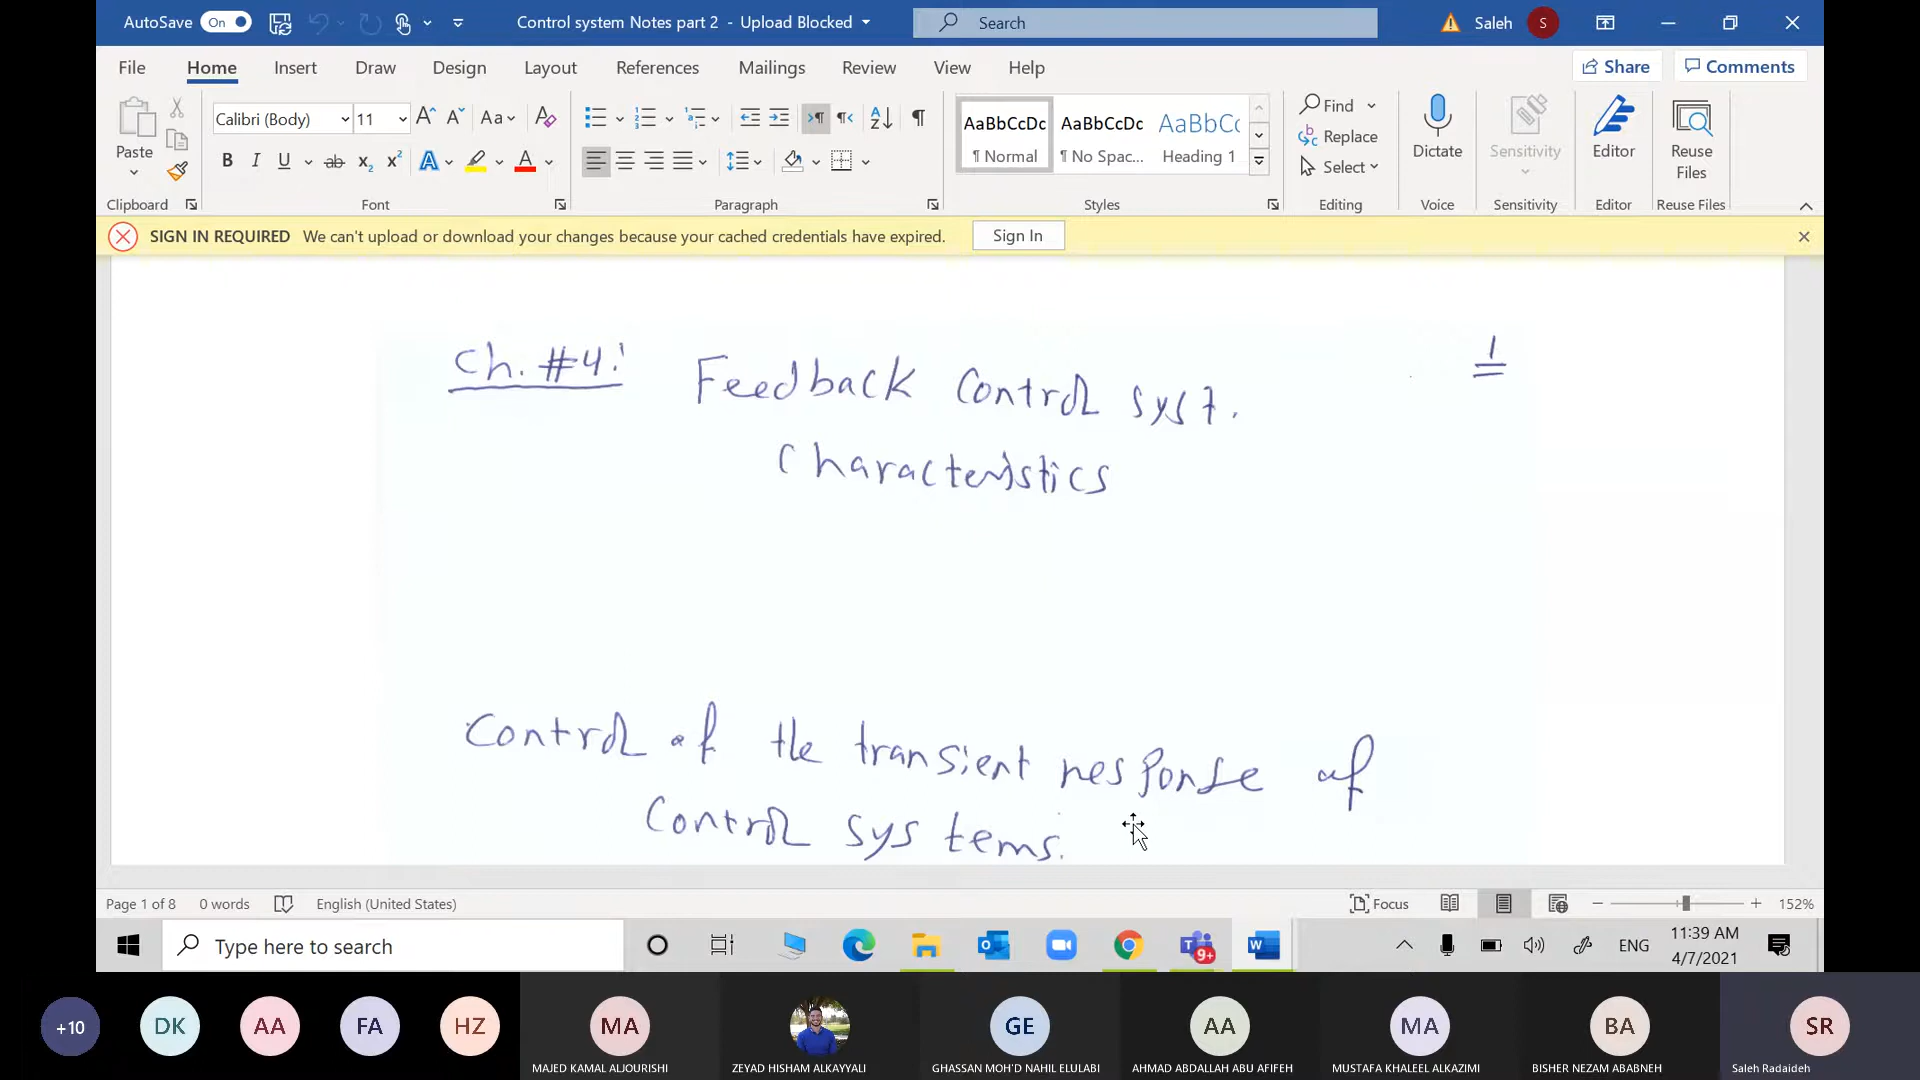 AutoSave On Control system Notes part 2 - Upload Blocked Search Saleh S
File Home Insert Draw Design Layout References Mailings Review View Help Share Comments
Calibri (Body) 11 Aa AaBbCcDc AaBbCcDc AaBbCc Find
Paste ¶ Normal ¶ No Spac... Heading 1 Replace Dictate Sensitivity Editor Reuse Files
Select
Clipboard Font Paragraph Styles Editing Voice Sensitivity Editor Reuse Files
SIGN IN REQUIRED We can't upload or download your changes because your cached credentials have expired. Sign In
Ch. #4: Feedback Control syst. 1
Characteristics
Control of the transient response of
Control systems.
Page 1 of 8 0 words English (United States) Focus 152%
Type here to search 9+ ENG 11:39 AM
4/7/2021
+10 DK AA FA HZ MA GE AA MA BA SR
MAJED KAMAL ALJOURISHI ZEYAD HISHAM ALKAYYALI GHASSAN MOH'D NAHIL ELULABI AHMAD ABDALLAH ABU AFIFEH MUSTAFA KHALEEL ALKAZIMI BISHER NEZAM ABABNEH Saleh Radaideh